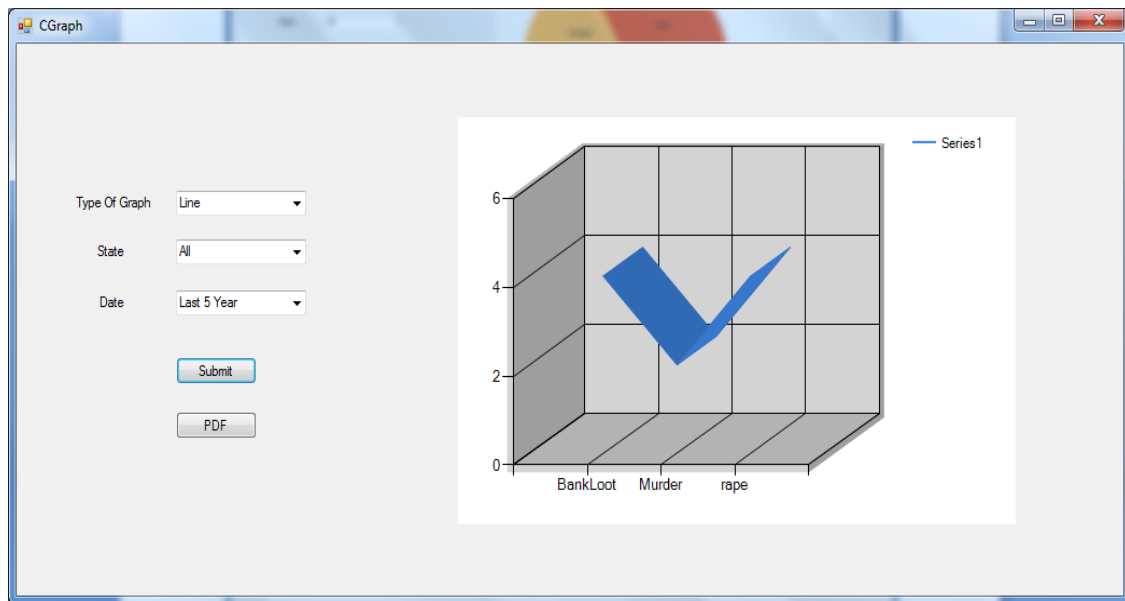 CGraph
Type Of Graph Line
State All
Date Last 5 Year
Submit
PDF
Series1
6
4
2
0
BankLoot Murder rape